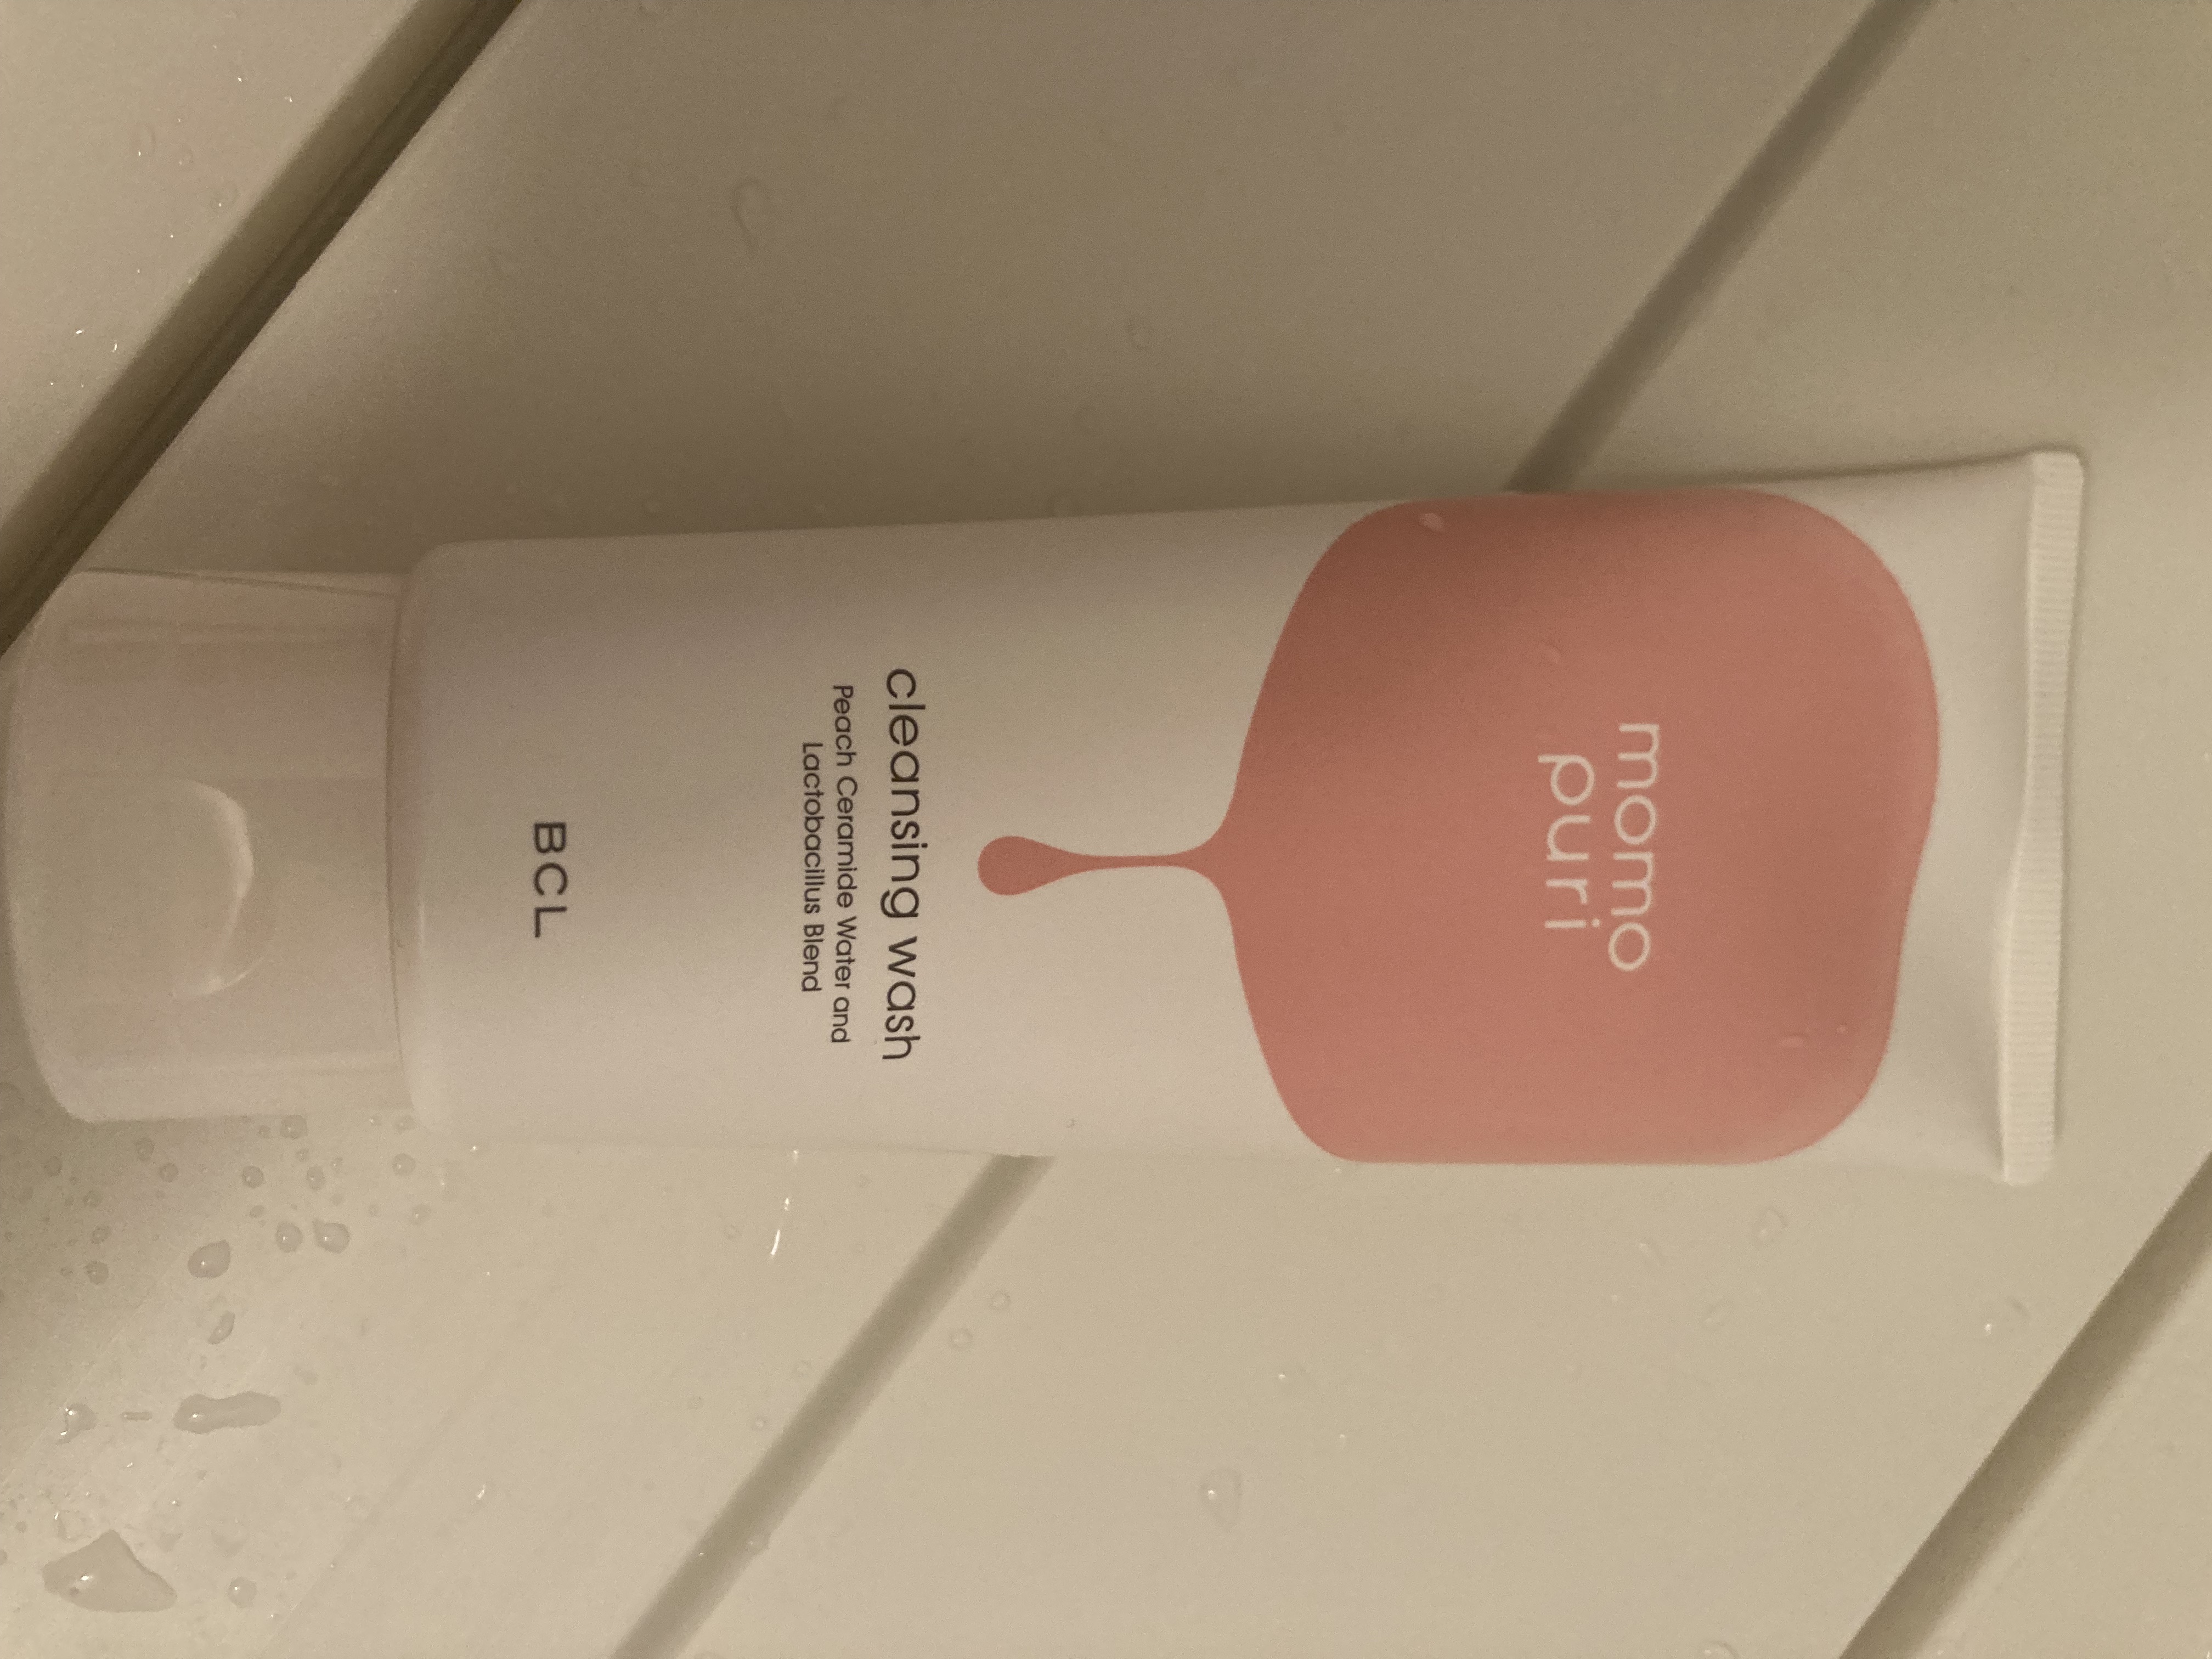 momo
puri
cleansing wash
Peach Ceramide Water and
Lactobacillus Blend
BCL